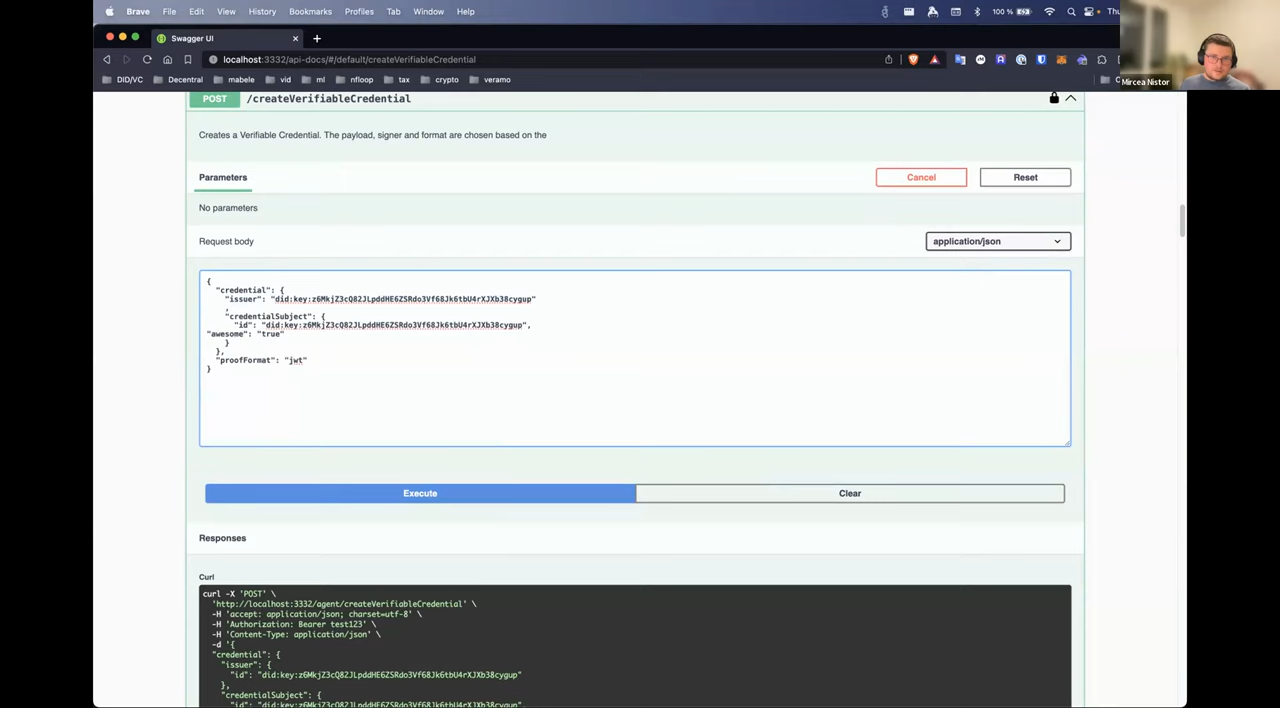 Brave File Edit View History Bookmarks Profiles Tab Window Help 100 %
Swagger UI
localhost:3332/api-docs/#/default/createVerifiableCredential
DID/VC Decentral mabele vid ml nfloop tax crypto veramo
Mircea Nistor
POST /createVerifiableCredential
Creates a Verifiable Credential. The payload, signer and format are chosen based on the
Parameters Cancel Reset
No parameters
Request body application/json
{
"credential": {
"issuer": "did:key:z6MkjZ3cQ82JLpddHE6ZSRdo3Vf68Jk6tbU4rXJXb38cygup"
,
"credentialSubject": {
"id": "did:key:z6MkjZ3cQ82JLpddHE6ZSRdo3Vf68Jk6tbU4rXJXb38cygup",
"awesome": "true"
}
},
"proofFormat": "jwt"
}
Execute Clear
Responses
Curl
curl -X 'POST' \
'http://localhost:3332/agent/createVerifiableCredential' \
-H 'accept: application/json; charset=utf-8' \
-H 'Authorization: Bearer test123' \
-H 'Content-Type: application/json' \
-d '{
"credential": {
"issuer": {
"id": "did:key:z6MkjZ3cQ82JLpddHE6ZSRdo3Vf68Jk6tbU4rXJXb38cygup"
},
"credentialSubject": {